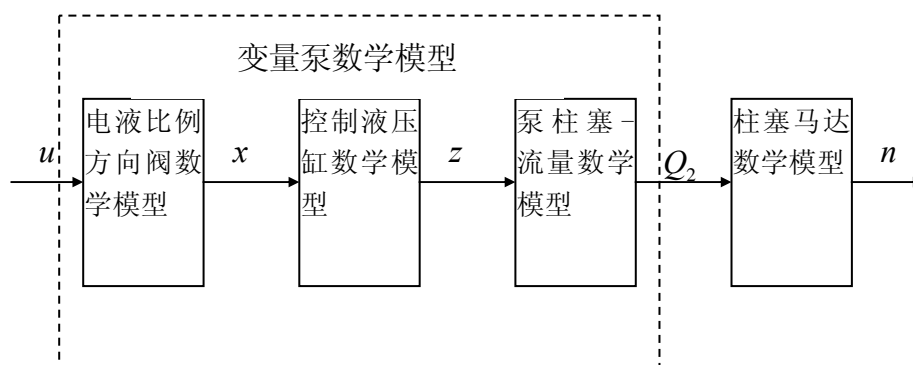 变量泵数学模型
u
电液比例
方向阀数
学模型
x
控制液压
缸数学模
型
z
泵柱塞-
流量数学
模型
Q₂
柱塞马达
数学模型
n